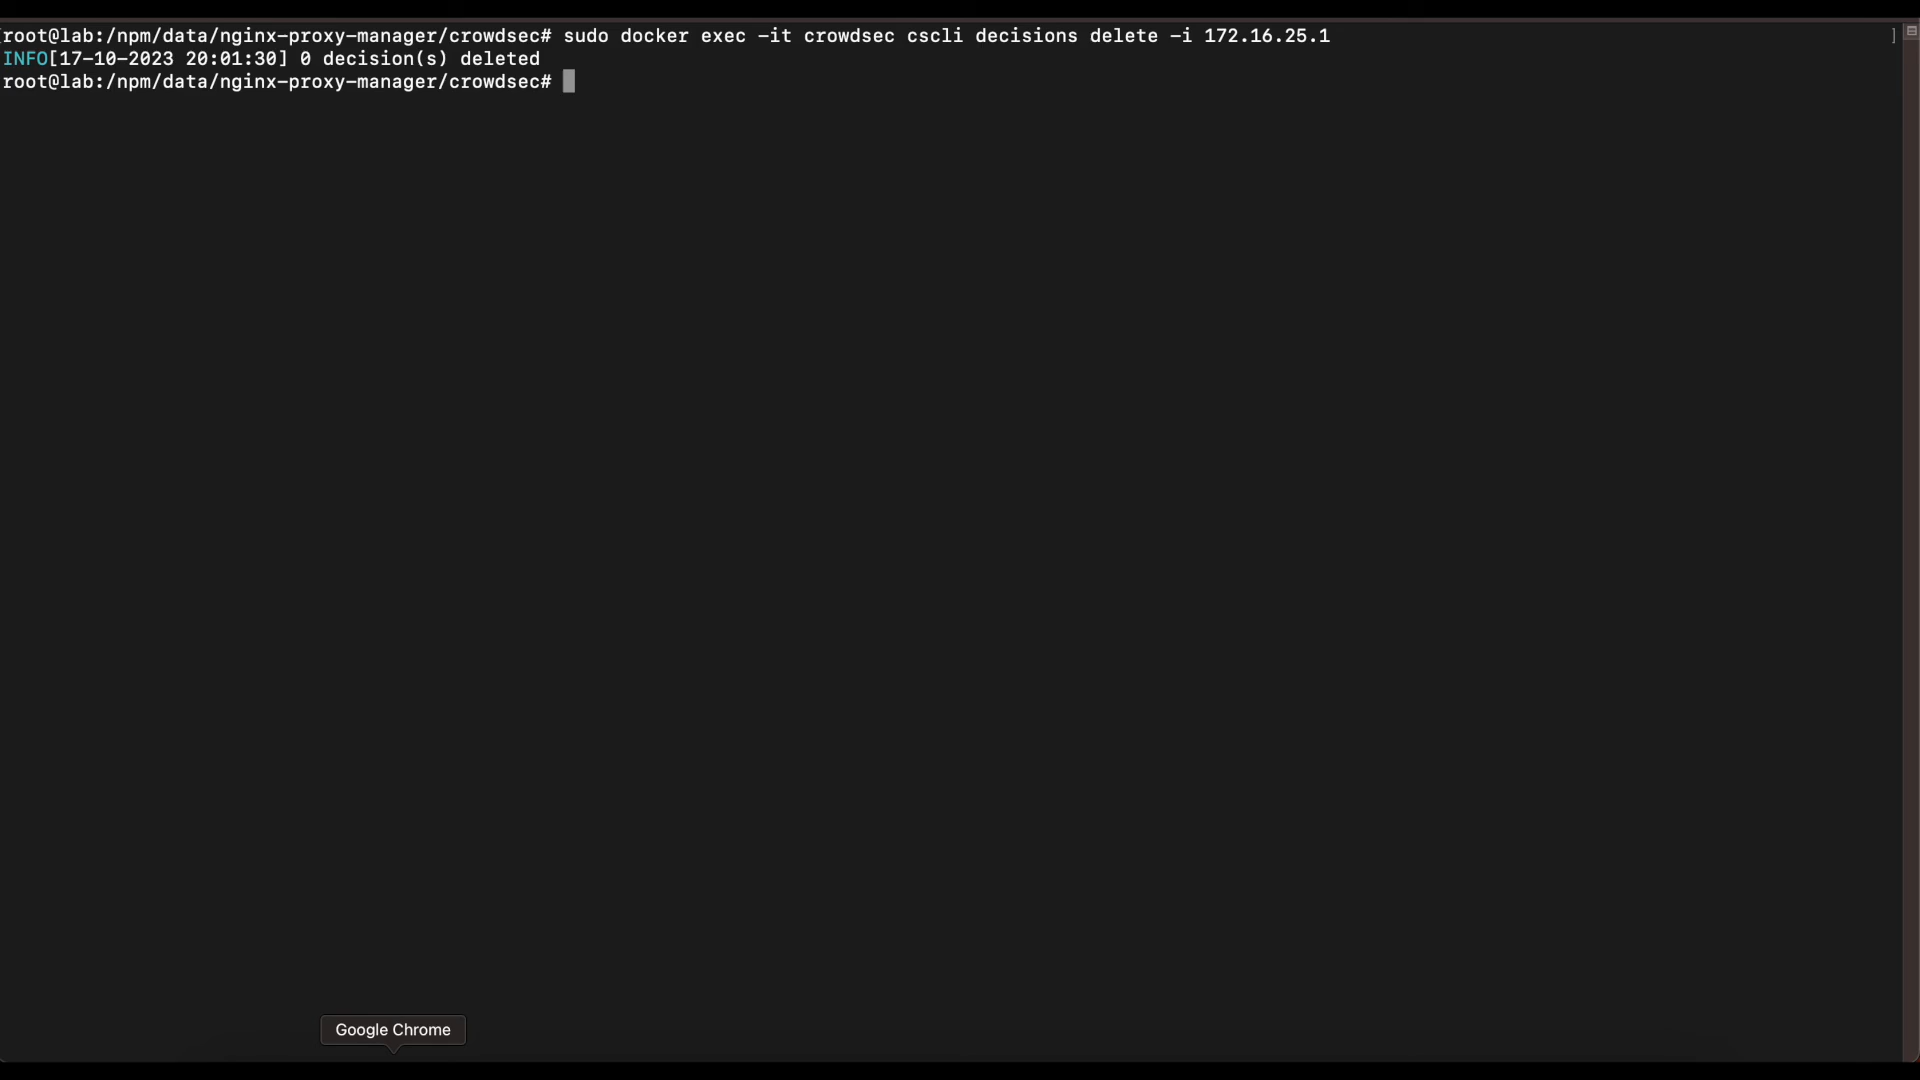 root@lab:/npm/data/nginx-proxy-manager/crowdsec# sudo docker exec -it crowdsec cscli decisions delete -i 172.16.25.1 ]
INFO[17-10-2023 20:01:30] 0 decision(s) deleted
root@lab:/npm/data/nginx-proxy-manager/crowdsec#
Google Chrome